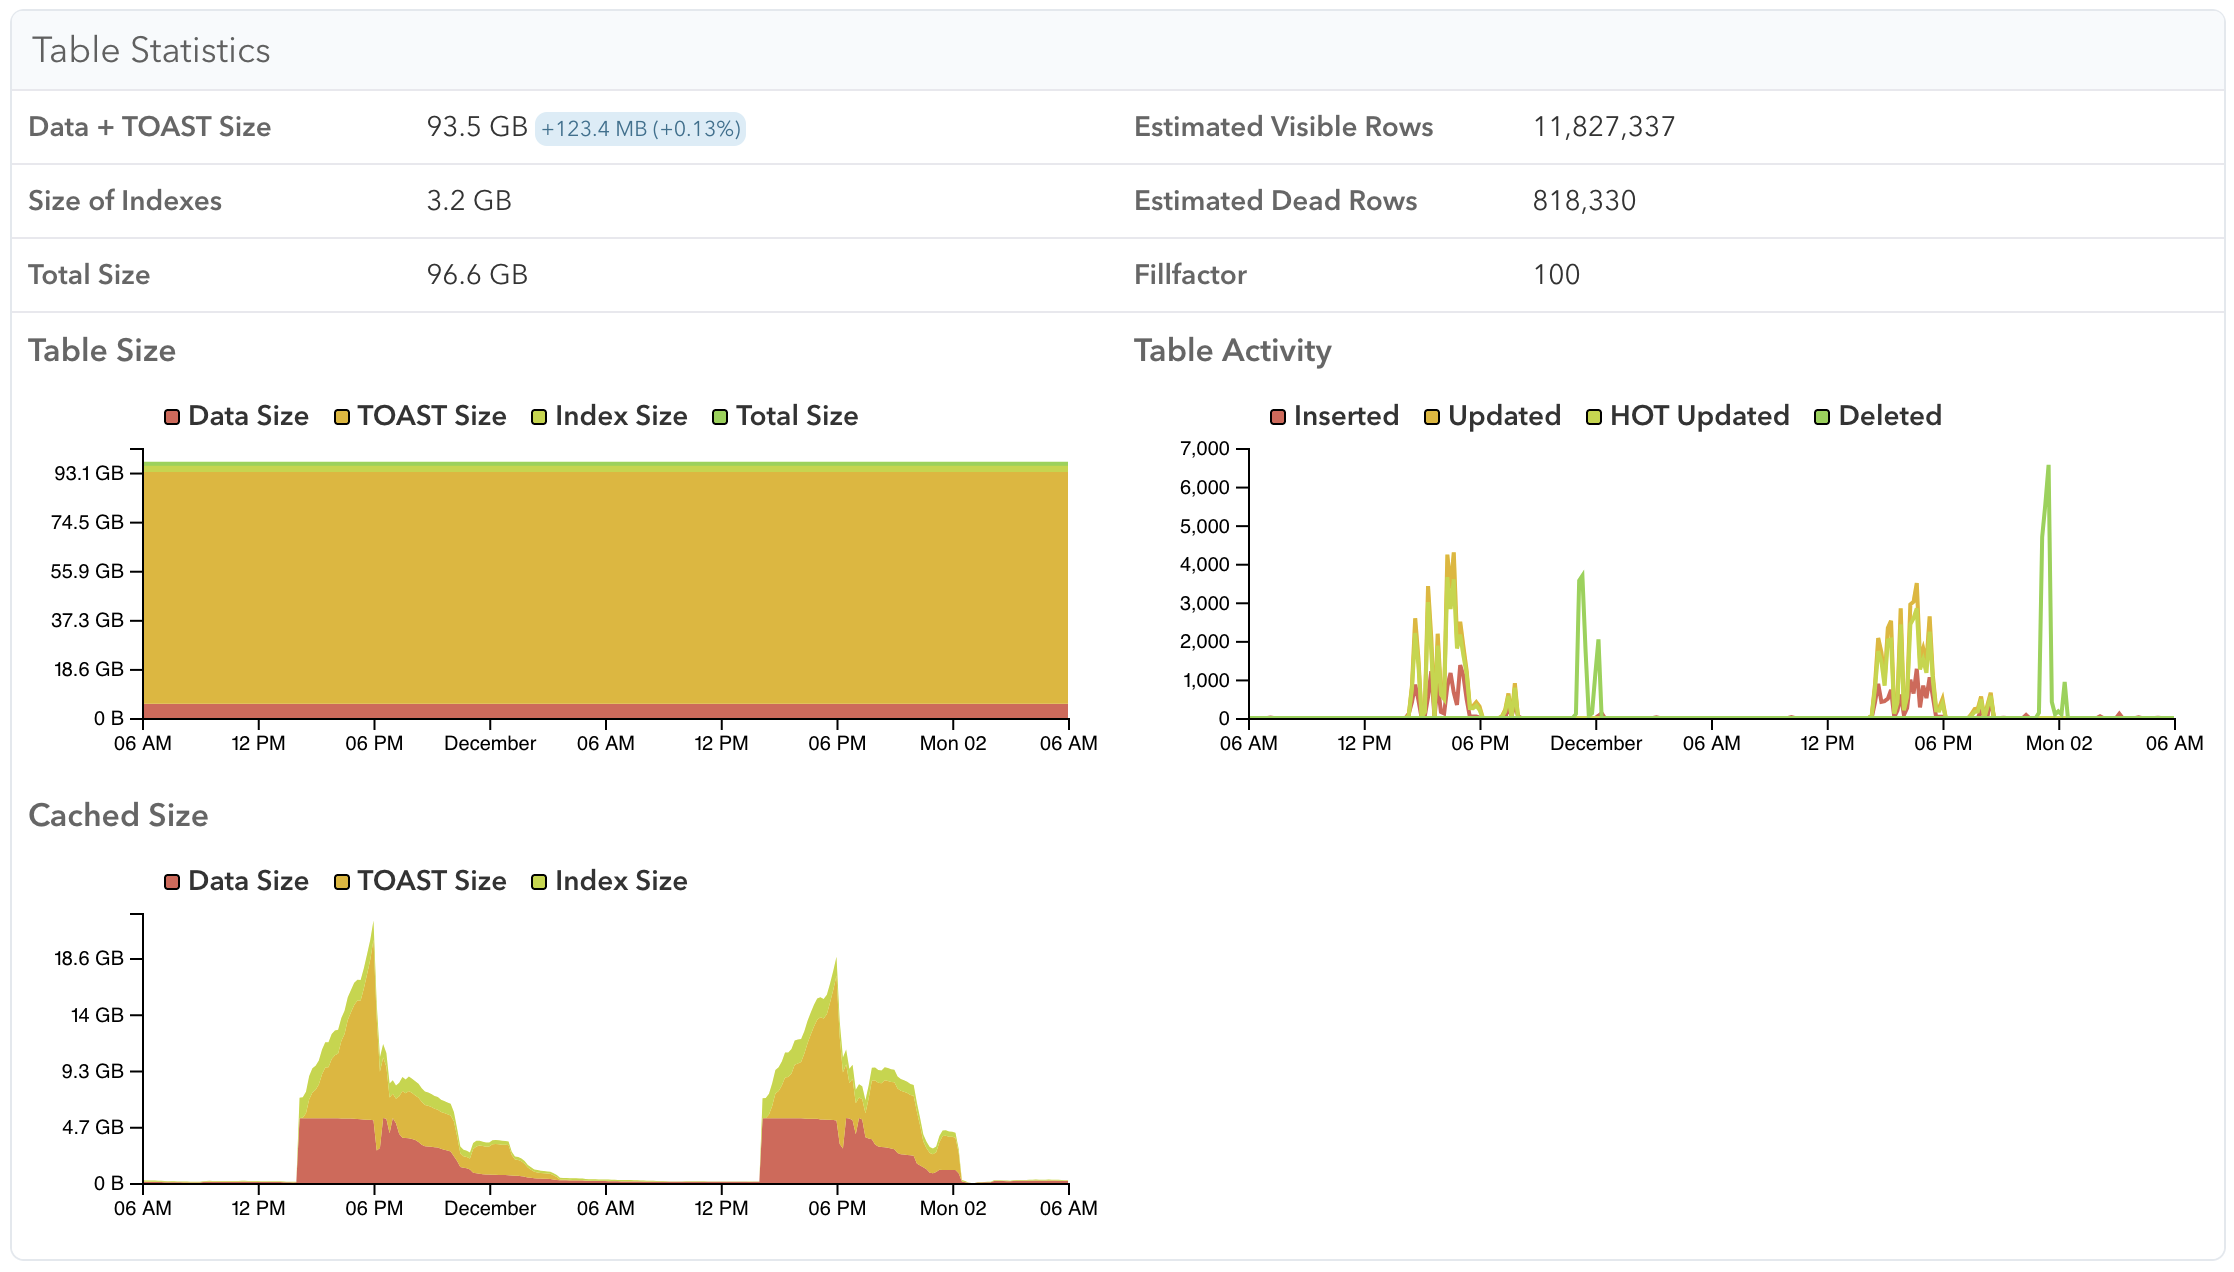 Table Statistics
Data + TOAST Size 93.5 GB +123.4 MB (+0.13%) Estimated Visible Rows 11,827,337
Size of Indexes 3.2 GB Estimated Dead Rows 818,330
Total Size 96.6 GB Fillfactor 100
Table Size
Data Size TOAST Size Index Size Total Size
93.1 GB
74.5 GB
55.9 GB
37.3 GB
18.6 GB
0 B
06 AM 12 PM 06 PM December 06 AM 12 PM 06 PM Mon 02 06 AM
Table Activity
Inserted Updated HOT Updated Deleted
7,000
6,000
5,000
4,000
3,000
2,000
1,000
0
06 AM 12 PM 06 PM December 06 AM 12 PM 06 PM Mon 02 06 AM
Cached Size
Data Size TOAST Size Index Size
18.6 GB
14 GB
9.3 GB
4.7 GB
0 B
06 AM 12 PM 06 PM December 06 AM 12 PM 06 PM Mon 02 06 AM